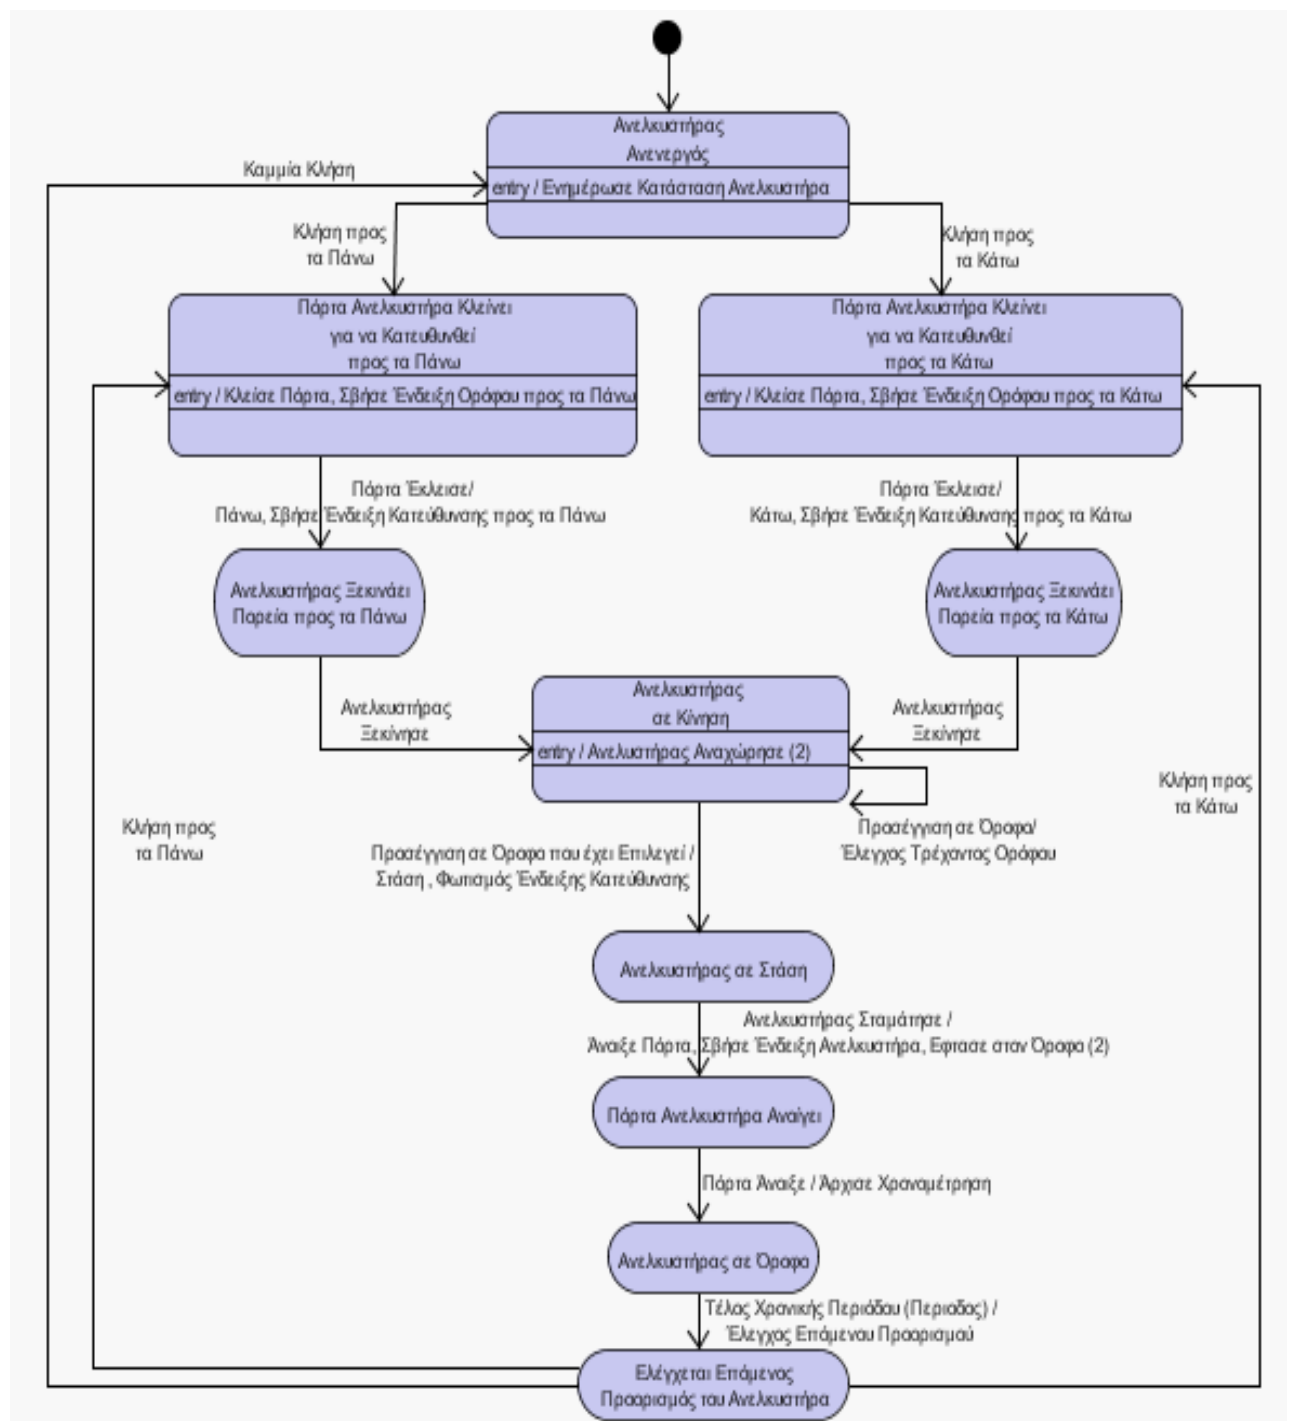 Ανελκυστήρας
Ανενεργός
Καμμία Κλήση
entry / Ενημέρωσε Κατάσταση Ανελκυστήρα
Κλήση προς
τα Πάνω
Κλήση προς
τα Κάτω
Πόρτα Ανελκυστήρα Κλείνει
για να Κατευθυνθεί
προς τα Πάνω
entry / Κλείσε Πόρτα, Σβήσε Ένδειξη Ορόφου προς τα Πάνω
Πόρτα Ανελκυστήρα Κλείνει
για να Κατευθυνθεί
προς τα Κάτω
entry / Κλείσε Πόρτα, Σβήσε Ένδειξη Ορόφου προς τα Κάτω
Πόρτα Έκλεισε/
Πάνω, Σβήσε Ένδειξη Κατεύθυνσης προς τα Πάνω
Πόρτα Έκλεισε/
Κάτω, Σβήσε Ένδειξη Κατεύθυνσης προς τα Κάτω
Ανελκυστήρας Ξεκινάει
Πορεία προς τα Πάνω
Ανελκυστήρας Ξεκινάει
Πορεία προς τα Κάτω
Ανελκυστήρας
Ξεκίνησε
Ανελκυστήρας
σε Κίνηση
entry / Ανελυστήρας Αναχώρησε (2)
Ανελκυστήρας
Ξεκίνησε
Κλήση προς
τα Κάτω
Κλήση προς
τα Πάνω
Προσέγγιση σε Όροφο/
Έλεγχος Τρέχοντος Ορόφου
Προσέγγιση σε Όροφο που έχει Επιλεγεί /
Στάση , Φωτισμός Ένδειξης Κατεύθυνσης
Ανελκυστήρας σε Στάση
Ανελκυστήρας Σταμάτησε /
Άνοιξε Πόρτα, Σβήσε Ένδειξη Ανελκυστήρα, Εφτασε στον Όροφο (2)
Πόρτα Ανελκυστήρα Ανοίγει
Πόρτα Άνοιξε / Άρχισε Χρονομέτρηση
Ανελκυστήρας σε Όροφο
Τέλος Χρονικής Περιόδου (Περιοδος) /
Έλεγχος Επόμενου Προορισμού
Ελέγχεται Επόμενος
Προορισμός του Ανελκυστήρα